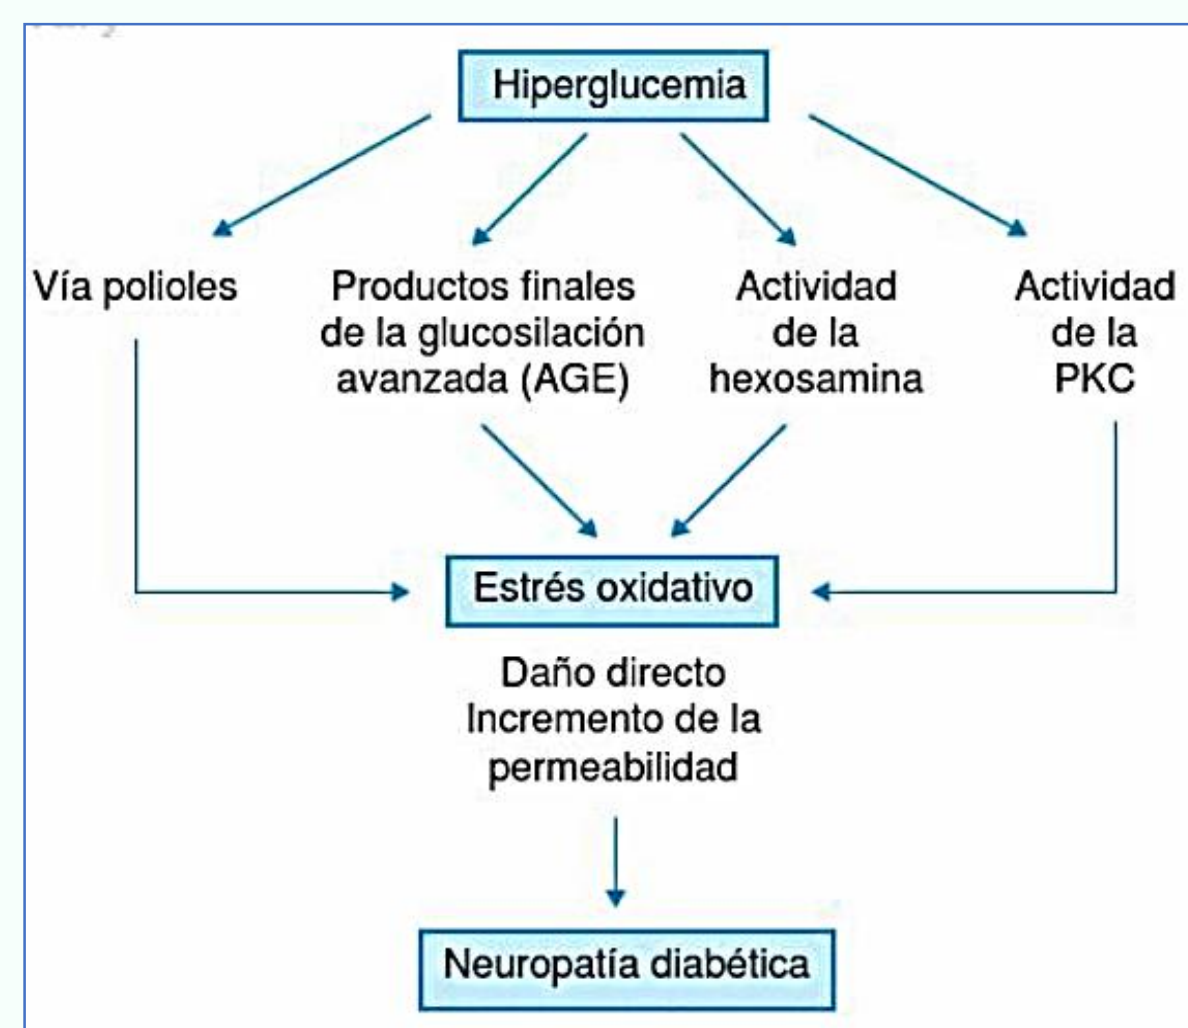 Hiperglucemia
Vía polioles
Productos finales
de la glucosilación
avanzada (AGE)
Actividad
de la
hexosamina
Actividad
de la
PKC
Estrés oxidativo
Daño directo
Incremento de la
permeabilidad
Neuropatía diabética